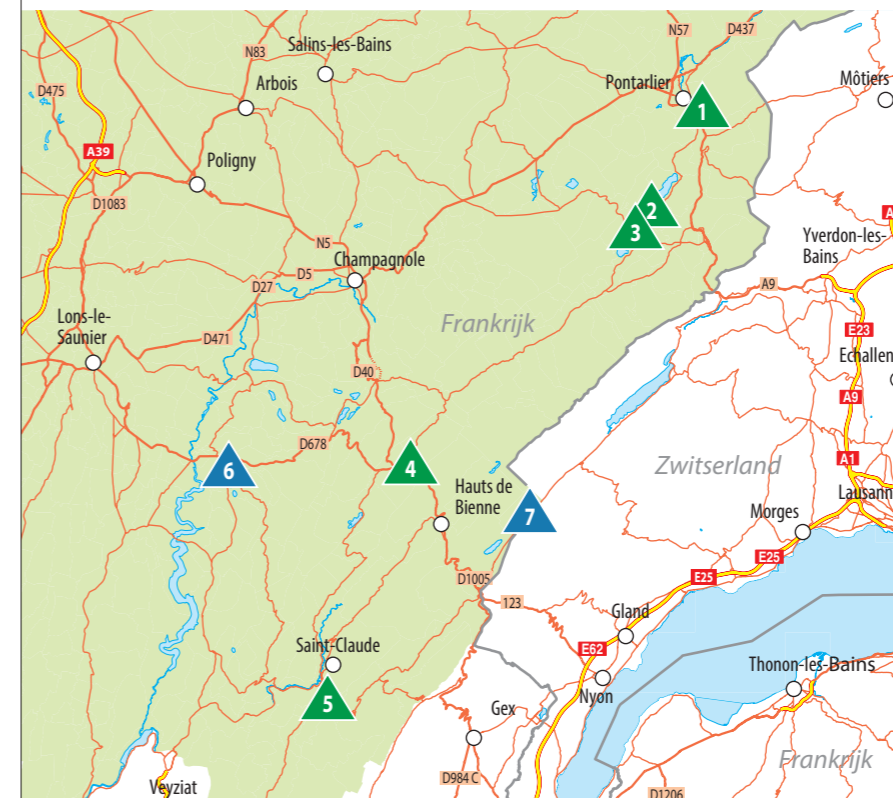 N57
D437
N83
Salins-les-Bains
D475
Arbois
Pontarlier
1
Môtiers
A39
Poligny
D1083
2
3
N5
Yverdon-les-
Bains
D5
Champagnole
D27
A9
Lons-le-
Saunier
D471
Frankrijk
E23
Echallen
D40
A9
D678
6
4
Zwitserland
A1
Hauts de
Bienne
7
Lausann
Morges
E25
D1005
E25
123
Gland
Saint-Claude
E62
Thonon-les-Bains
5
Nyon
Gex
Frankrijk
D984 C
Veyziat
D1206